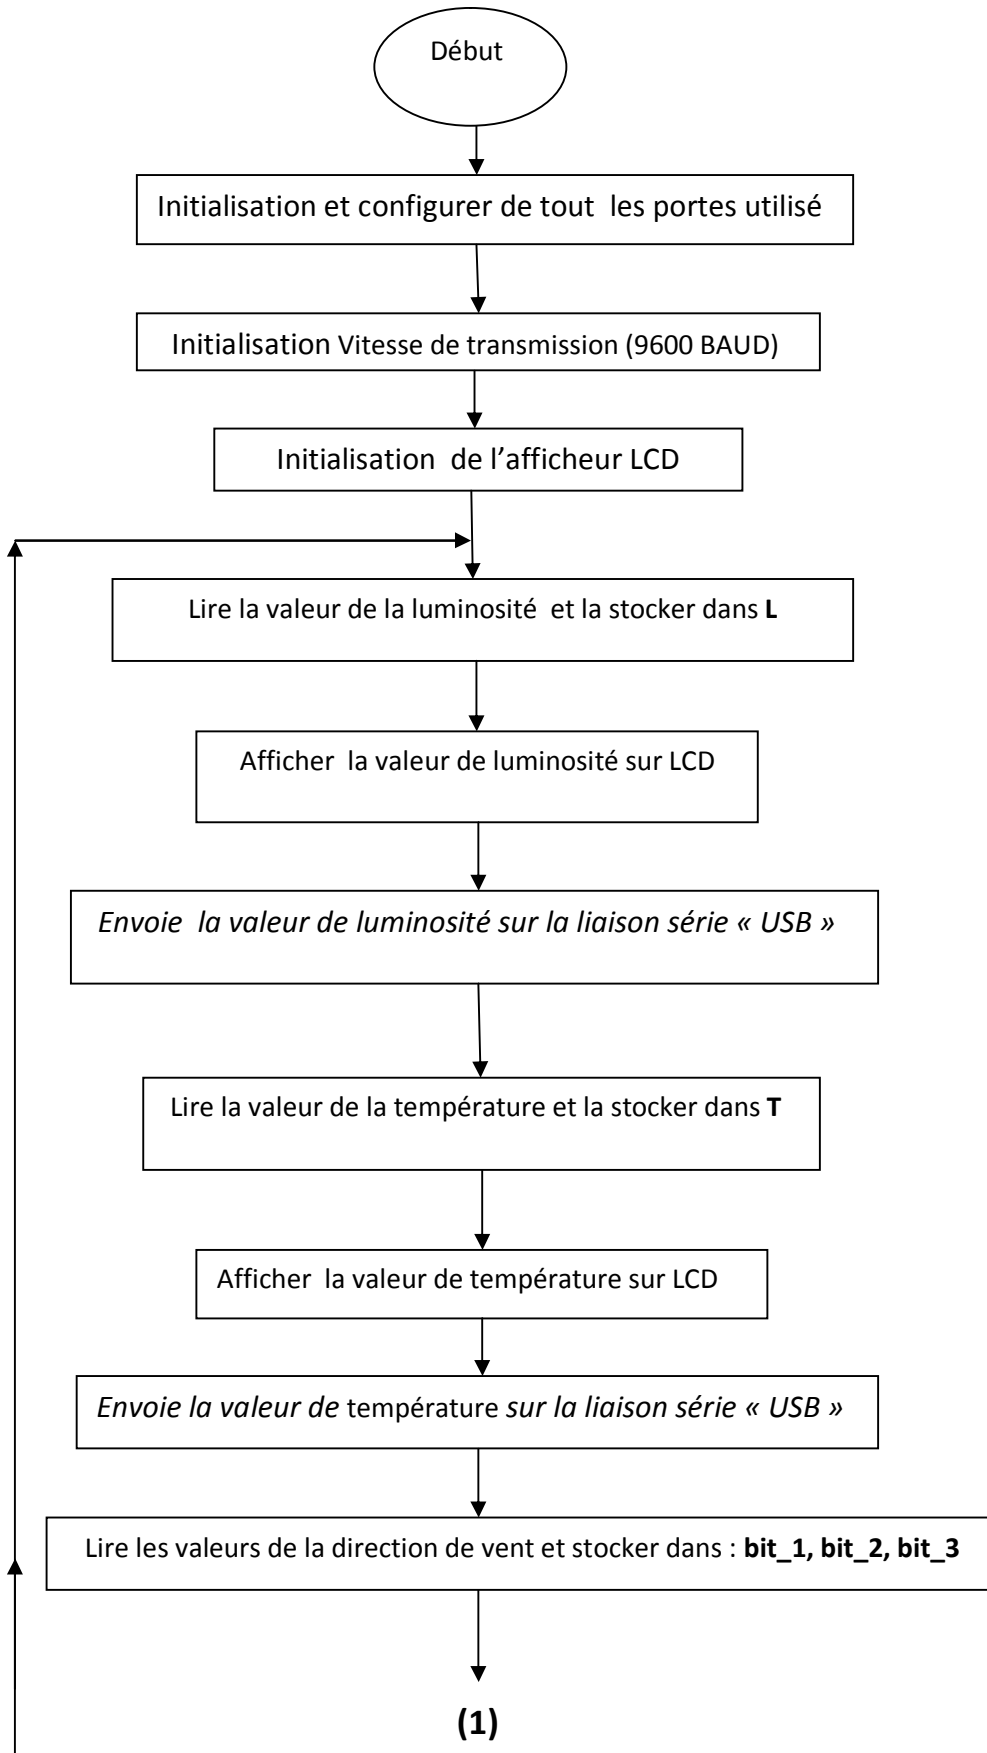 Début
Initialisation et configurer de tout les portes utilisé
Initialisation Vitesse de transmission (9600 BAUD)
Initialisation de l’afficheur LCD
Lire la valeur de la luminosité et la stocker dans L
Afficher la valeur de luminosité sur LCD
Envoie la valeur de luminosité sur la liaison série « USB »
Lire la valeur de la température et la stocker dans T
Afficher la valeur de température sur LCD
Envoie la valeur de température sur la liaison série « USB »
Lire les valeurs de la direction de vent et stocker dans : bit_1, bit_2, bit_3
(1)